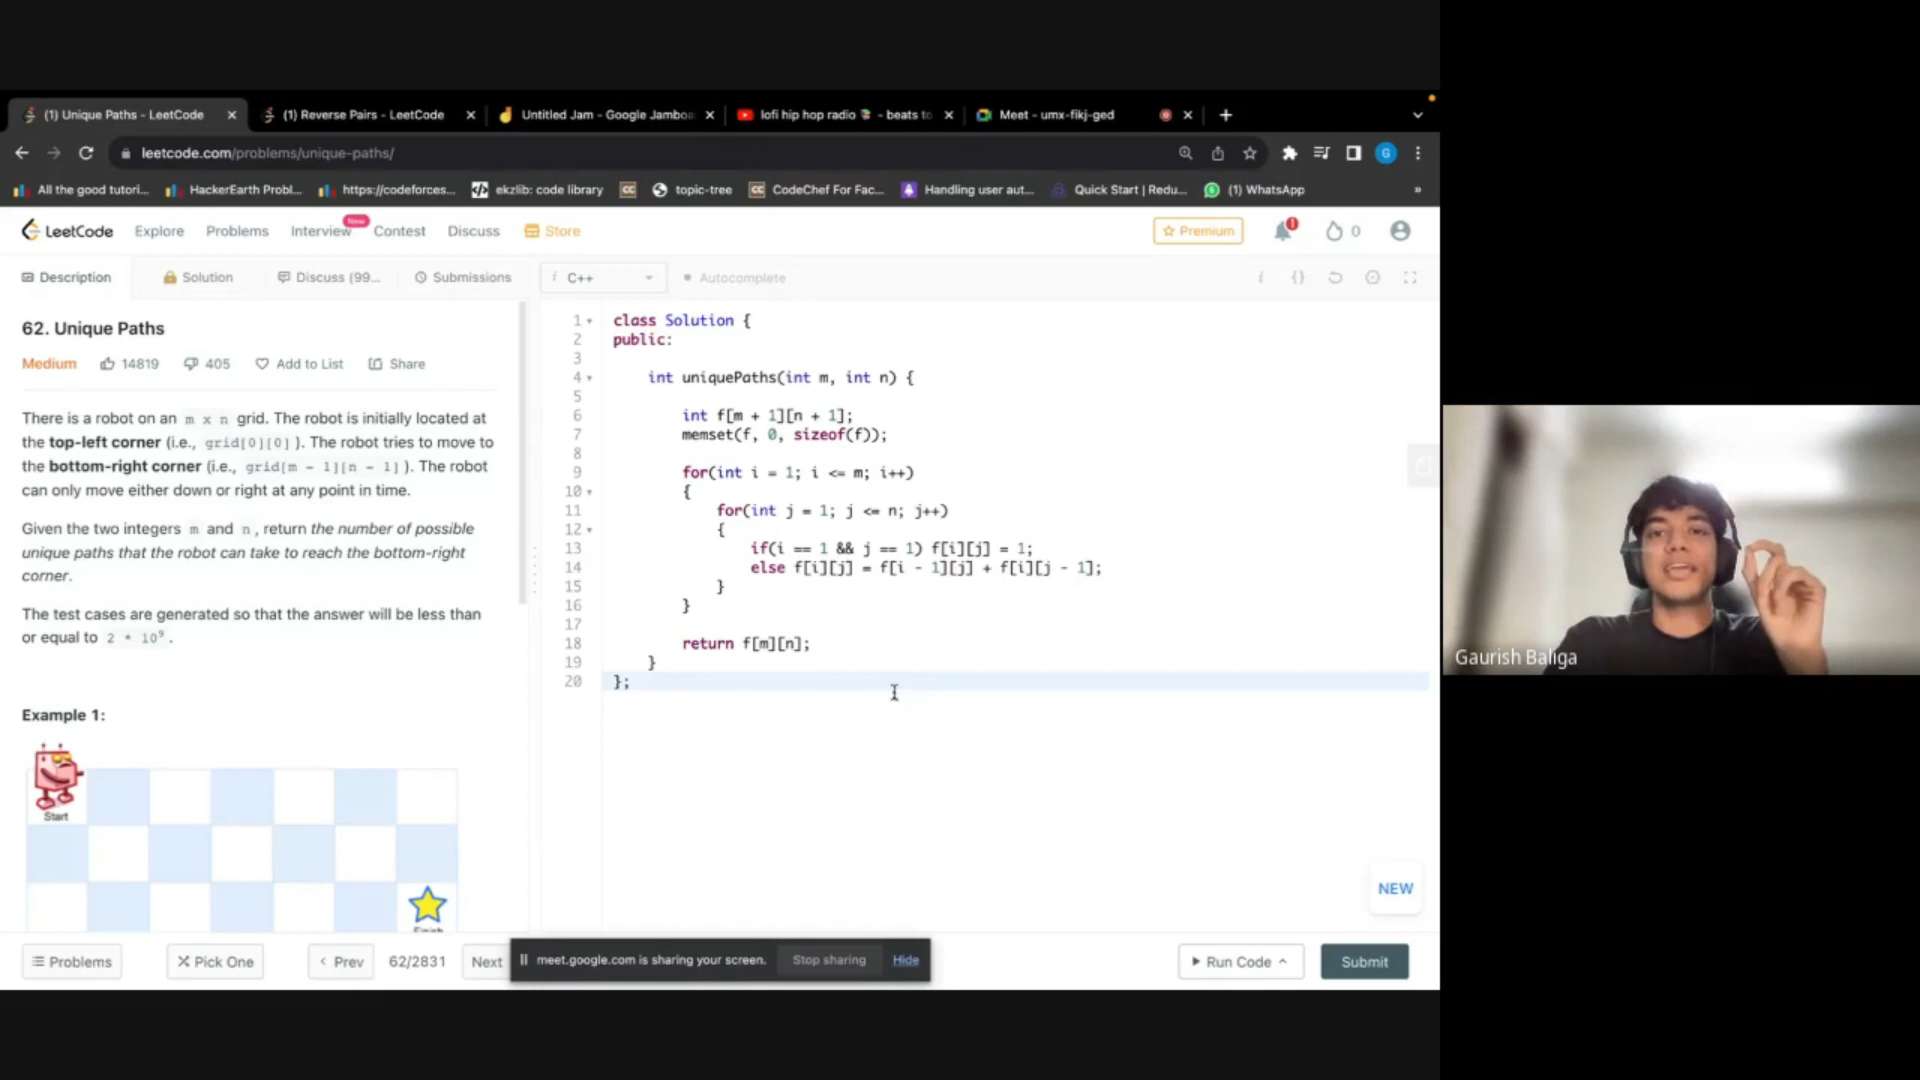 (1) Unique Paths - LeetCode
(1) Reverse Pairs - LeetCode
Untitled Jam - Google Jamboa
lofi hip hop radio - beats to
Meet - umx-fikj-ged
leetcode.com/problems/unique-paths/
G
All the good tutori...
HackerEarth Probl...
https://codeforces...
ekzlib: code library
CC
topic-tree
CC CodeChef For Fac...
Handling user aut...
Quick Start | Redu...
(1) WhatsApp
»
LeetCode
Explore
Problems
Interview
New
Contest
Discuss
Store
Premium
1
0
Description
Solution
Discuss (99...
Submissions
i C++
Autocomplete
i {}
62. Unique Paths
Medium 14819 405 Add to List Share
There is a robot on an m x n grid. The robot is initially located at
the top-left corner (i.e., grid[0][0] ). The robot tries to move to
the bottom-right corner (i.e., grid[m - 1][n - 1] ). The robot
can only move either down or right at any point in time.
Given the two integers m and n , return the number of possible
unique paths that the robot can take to reach the bottom-right
corner.
The test cases are generated so that the answer will be less than
or equal to 2 * 10⁹ .
Example 1:
Start
Finish
1 class Solution {
2 public:
3
4 int uniquePaths(int m, int n) {
5
6 int f[m + 1][n + 1];
7 memset(f, 0, sizeof(f));
8
9 for(int i = 1; i <= m; i++)
10 {
11 for(int j = 1; j <= n; j++)
12 {
13 if(i == 1 && j == 1) f[i][j] = 1;
14 else f[i][j] = f[i - 1][j] + f[i][j - 1];
15 }
16 }
17
18 return f[m][n];
19 }
20 };
NEW
Problems
Pick One
Prev
62/2831
Next
meet.google.com is sharing your screen.
Stop sharing
Hide
Run Code
Submit
Gaurish Baliga